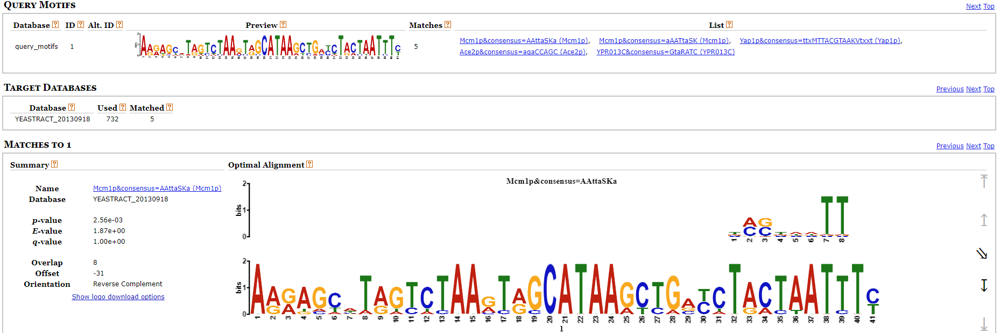 QUERY MOTIFS
Next Top
Database ? ID ? Alt. ID ? Preview ? Matches ? List ?
query_motifs 1 5 Mcm1p&consensus=AAttaSKa (Mcm1p), Mcm1p&consensus=aAATtaSK (Mcm1p), Yap1p&consensus=ttxMTTACGTAAKVtxxt (Yap1p),
Ace2p&consensus=aqaCCAGC (Ace2p), YPR013C&consensus=GtaRATC (YPR013C)
TARGET DATABASES
Previous Next Top
Database ? Used ? Matched ?
YEASTRACT_20130918 732 5
MATCHES TO 1
Previous Next Top
Summary ? Optimal Alignment ?
Name Mcm1p&consensus=AAttaSKa (Mcm1p)
Database YEASTRACT_20130918
p-value 2.56e-03
E-value 1.87e+00
q-value 1.00e+00
Overlap 8
Offset -31
Orientation Reverse Complement
Show logo download options
Mcm1p&consensus=AAttaSKa
2
bits
1
0
1 2 3 4 5 6 7 8
2
bits
1
0
1 2 3 4 5 6 7 8 9 10 11 12 13 14 15 16 17 18 19 20 21 22 23 24 25 26 27 28 29 30 31 32 33 34 35 36 37 38 39 40 41
1